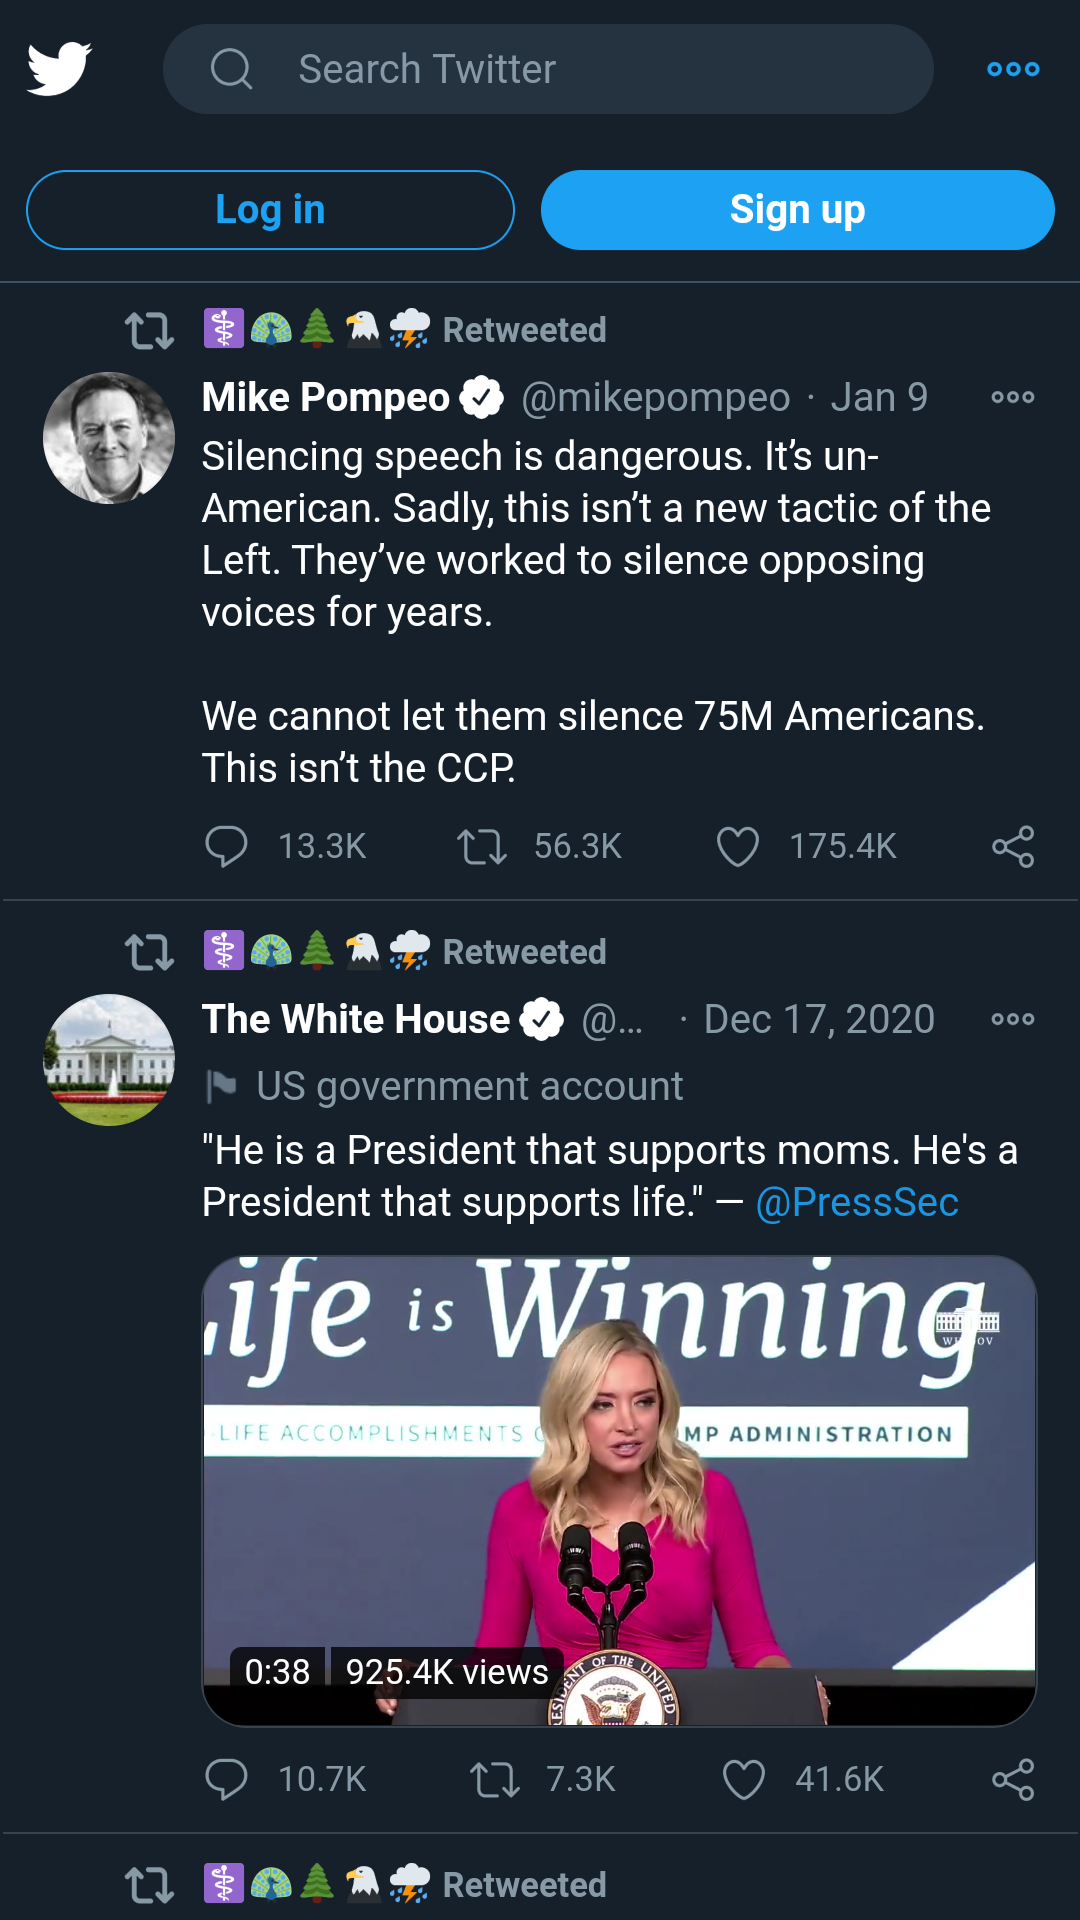 Search Twitter
Log in
Sign up
Retweeted
Mike Pompeo @mikepompeo · Jan 9
Silencing speech is dangerous. It’s un-
American. Sadly, this isn’t a new tactic of the
Left. They’ve worked to silence opposing
voices for years.
We cannot let them silence 75M Americans.
This isn’t the CCP.
13.3K 56.3K 175.4K
Retweeted
The White House @... · Dec 17, 2020
US government account
"He is a President that supports moms. He's a
President that supports life." — @PressSec
Life is Winning
-LIFE ACCOMPLISHMENTS MP ADMINISTRATION
0:38 925.4K views
OF THE UNITED
10.7K 7.3K 41.6K
Retweeted